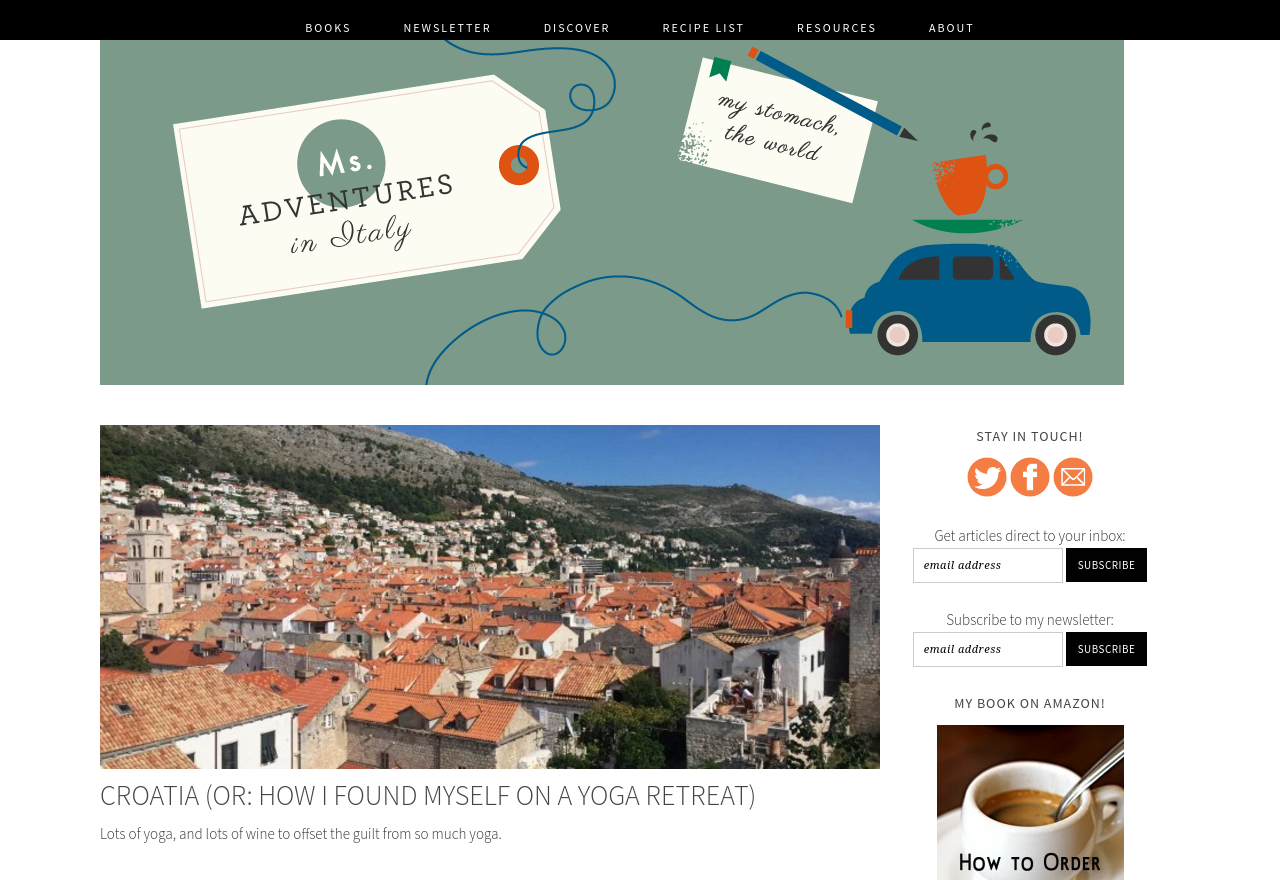 BOOKS NEWSLETTER DISCOVER RECIPE LIST RESOURCES ABOUT
Ms.
ADVENTURES
in Italy
my stomach,
the world
STAY IN TOUCH!
Get articles direct to your inbox:
email address SUBSCRIBE
Subscribe to my newsletter:
email address SUBSCRIBE
MY BOOK ON AMAZON!
HOW TO ORDER
CROATIA (OR: HOW I FOUND MYSELF ON A YOGA RETREAT)
Lots of yoga, and lots of wine to offset the guilt from so much yoga.